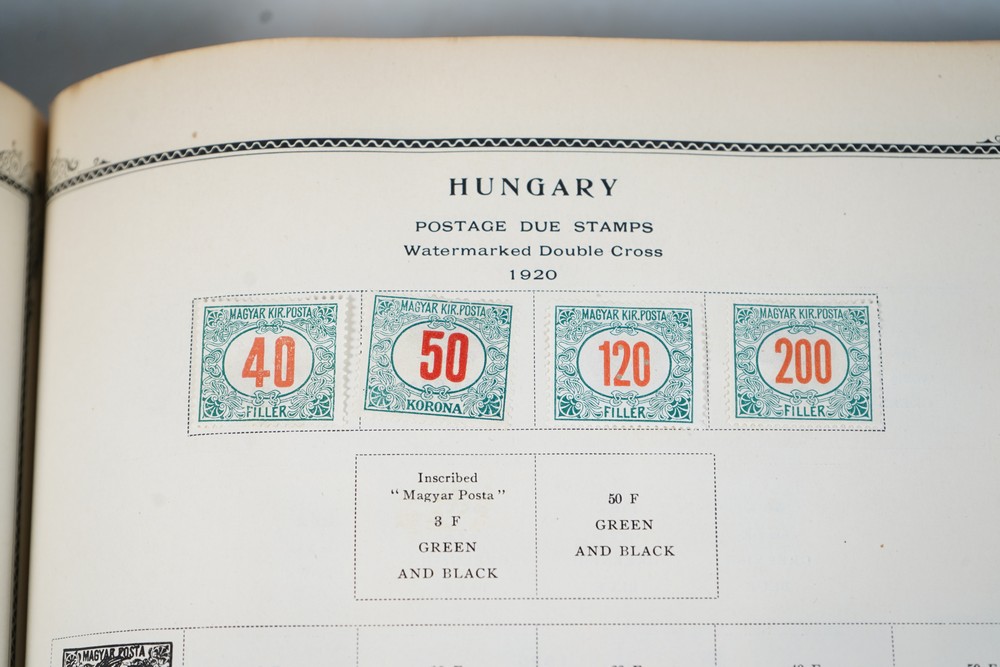 HUNGARY
POSTAGE DUE STAMPS
Watermarked Double Cross
1920
MAGYAR KIR. POSTA
40
FILLÉR
MAGYAR KIR. POSTA
50
KORONA
MAGYAR KIR. POSTA
120
FILLÉR
MAGYAR KIR. POSTA
200
FILLÉR
Inscribed
"Magyar Posta"
3 F
GREEN
AND BLACK
50 F
GREEN
AND BLACK
MAGYAR POSTA